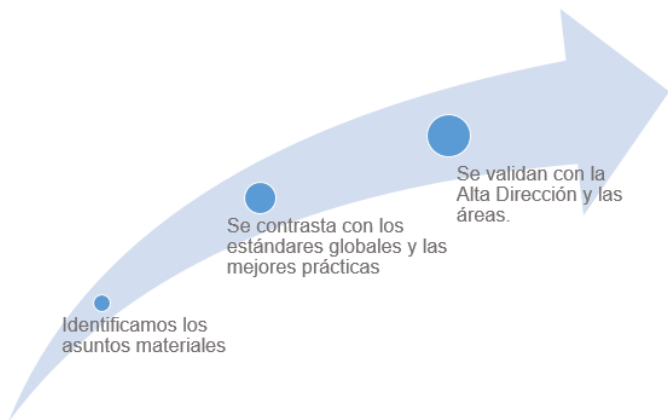 Identificamos los
asuntos materiales
Se contrasta con los
estándares globales y las
mejores prácticas
Se validan con la
Alta Dirección y las
áreas.